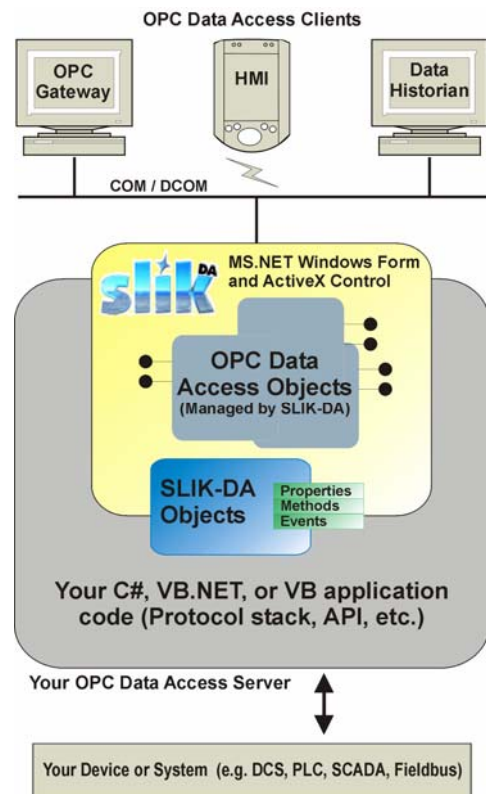 OPC Data Access Clients
OPC
Gateway
HMI
Data
Historian
COM / DCOM
slik DA
MS.NET Windows Form
and ActiveX Control
OPC Data
Access Objects
(Managed by SLIK-DA)
SLIK-DA
Objects
Properties
Methods
Events
Your C#, VB.NET, or VB application
code (Protocol stack, API, etc.)
Your OPC Data Access Server
Your Device or System (e.g. DCS, PLC, SCADA, Fieldbus)